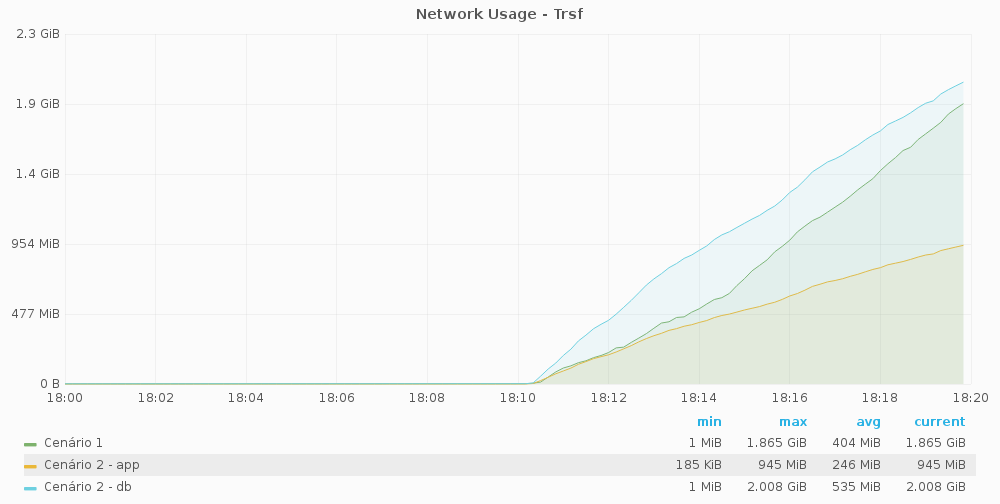 Network Usage - Trsf
2.3 GiB
1.9 GiB
1.4 GiB
954 MiB
477 MiB
0 B
18:00 18:02 18:04 18:06 18:08 18:10 18:12 18:14 18:16 18:18 18:20
min max avg current
Cenário 1 1 MiB 1.865 GiB 404 MiB 1.865 GiB
Cenário 2 - app 185 KiB 945 MiB 246 MiB 945 MiB
Cenário 2 - db 1 MiB 2.008 GiB 535 MiB 2.008 GiB